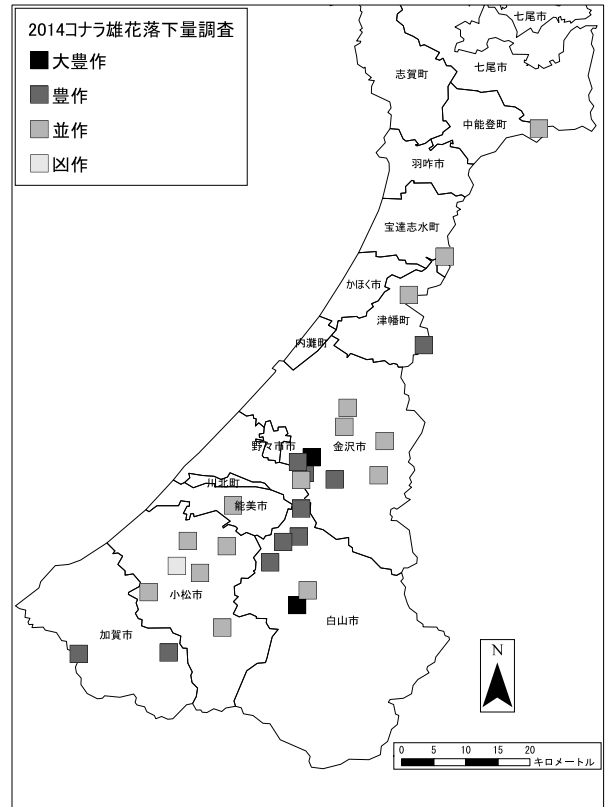 2014コナラ雄花落下量調査
大豊作
豊作
並作
凶作
七尾市
七尾市
志賀町
中能登町
羽咋市
宝達志水町
かほく市
津幡町
内灘町
野々市市
金沢市
川北町
能美市
小松市
白山市
加賀市
N
0 5 10 15 20
キロメートル